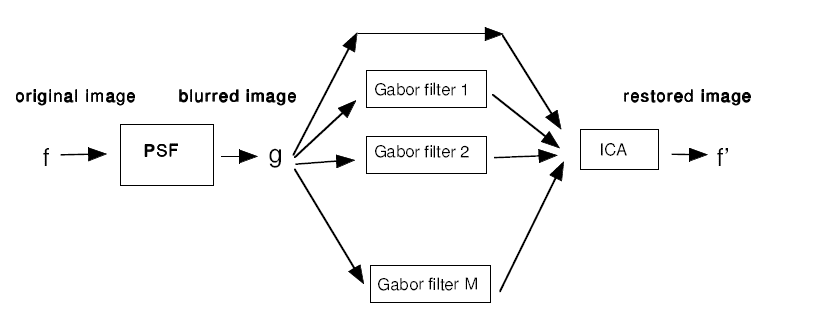 original image
blurred image
restored image
f
PSF
g
Gabor filter 1
Gabor filter 2
Gabor filter M
ICA
f'